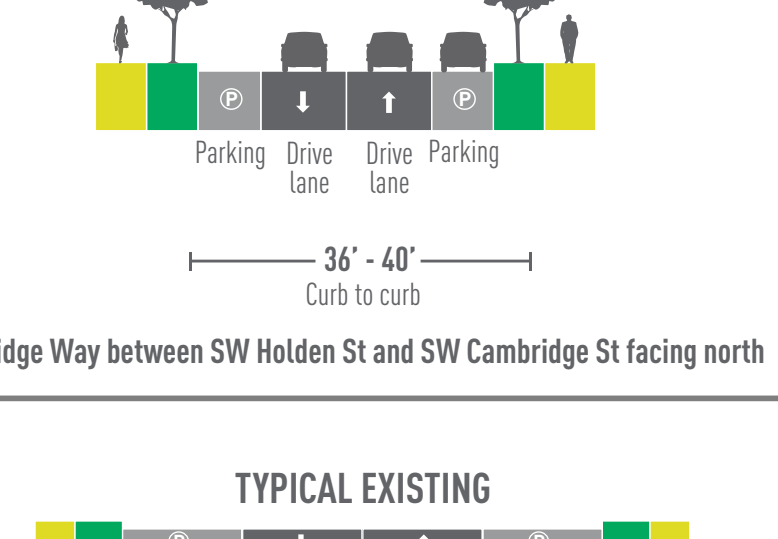 P P
Parking Drive lane Drive lane Parking
36' - 40'
Curb to curb
Way between SW Holden St and SW Cambridge St facing north
TYPICAL EXISTING
P P